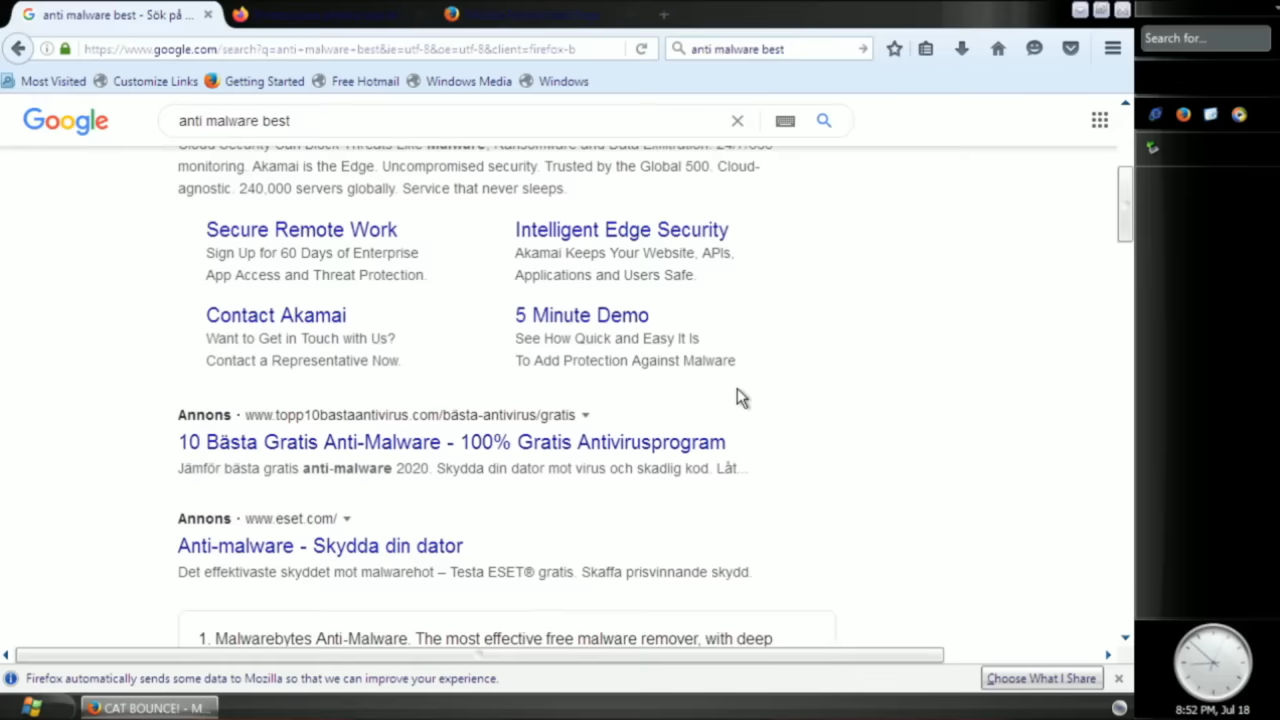 anti malware best - Sök på ...
https://www.google.com/search?q=anti+malware+best&ie=utf-8&oe=utf-8&client=firefox-b
anti malware best
Search for...
Most Visited
Customize Links
Getting Started
Free Hotmail
Windows Media
Windows
Google
anti malware best
Cloud Security Can Block Threats Like Malware, Ransomware and Data Exfiltration. 24/7/365
monitoring. Akamai is the Edge. Uncompromised security. Trusted by the Global 500. Cloud-
agnostic. 240,000 servers globally. Service that never sleeps.
Secure Remote Work
Intelligent Edge Security
Sign Up for 60 Days of Enterprise
Akamai Keeps Your Website, APIs,
App Access and Threat Protection.
Applications and Users Safe.
Contact Akamai
5 Minute Demo
Want to Get in Touch with Us?
See How Quick and Easy It Is
Contact a Representative Now.
To Add Protection Against Malware
Annons · www.topp10bastaantivirus.com/bästa-antivirus/gratis
10 Bästa Gratis Anti-Malware - 100% Gratis Antivirusprogram
Jämför bästa gratis anti-malware 2020. Skydda din dator mot virus och skadlig kod. Låt...
Annons · www.eset.com/
Anti-malware - Skydda din dator
Det effektivaste skyddet mot malwarehot – Testa ESET® gratis. Skaffa prisvinnande skydd.
1. Malwarebytes Anti-Malware. The most effective free malware remover, with deep
Firefox automatically sends some data to Mozilla so that we can improve your experience.
Choose What I Share
CAT BOUNCE! - M...
8:52 PM, Jul 18